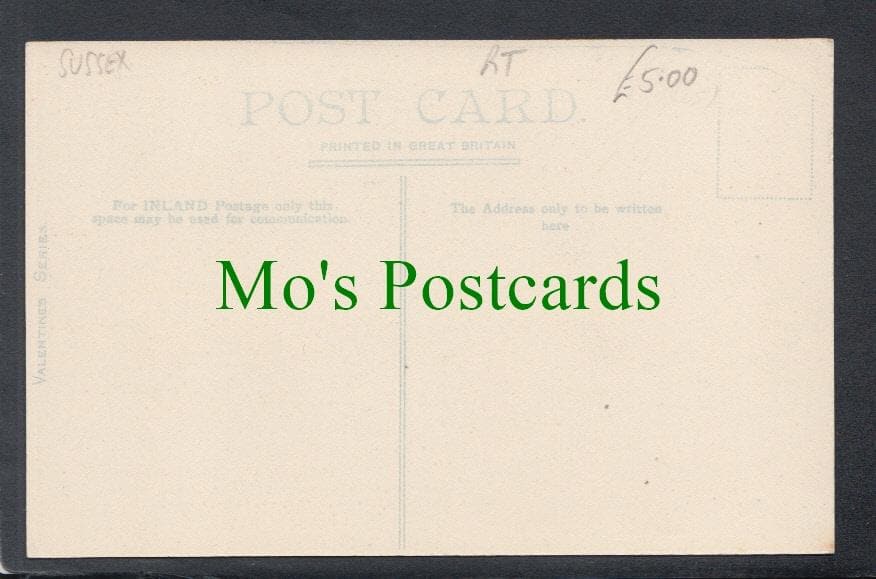 SUSSEX
RT
£5.00
POST CARD.
PRINTED IN GREAT BRITAIN
For INLAND Postage only this
space may be used for communication.
The Address only to be written
here
VALENTINES SERIES
Mo's Postcards